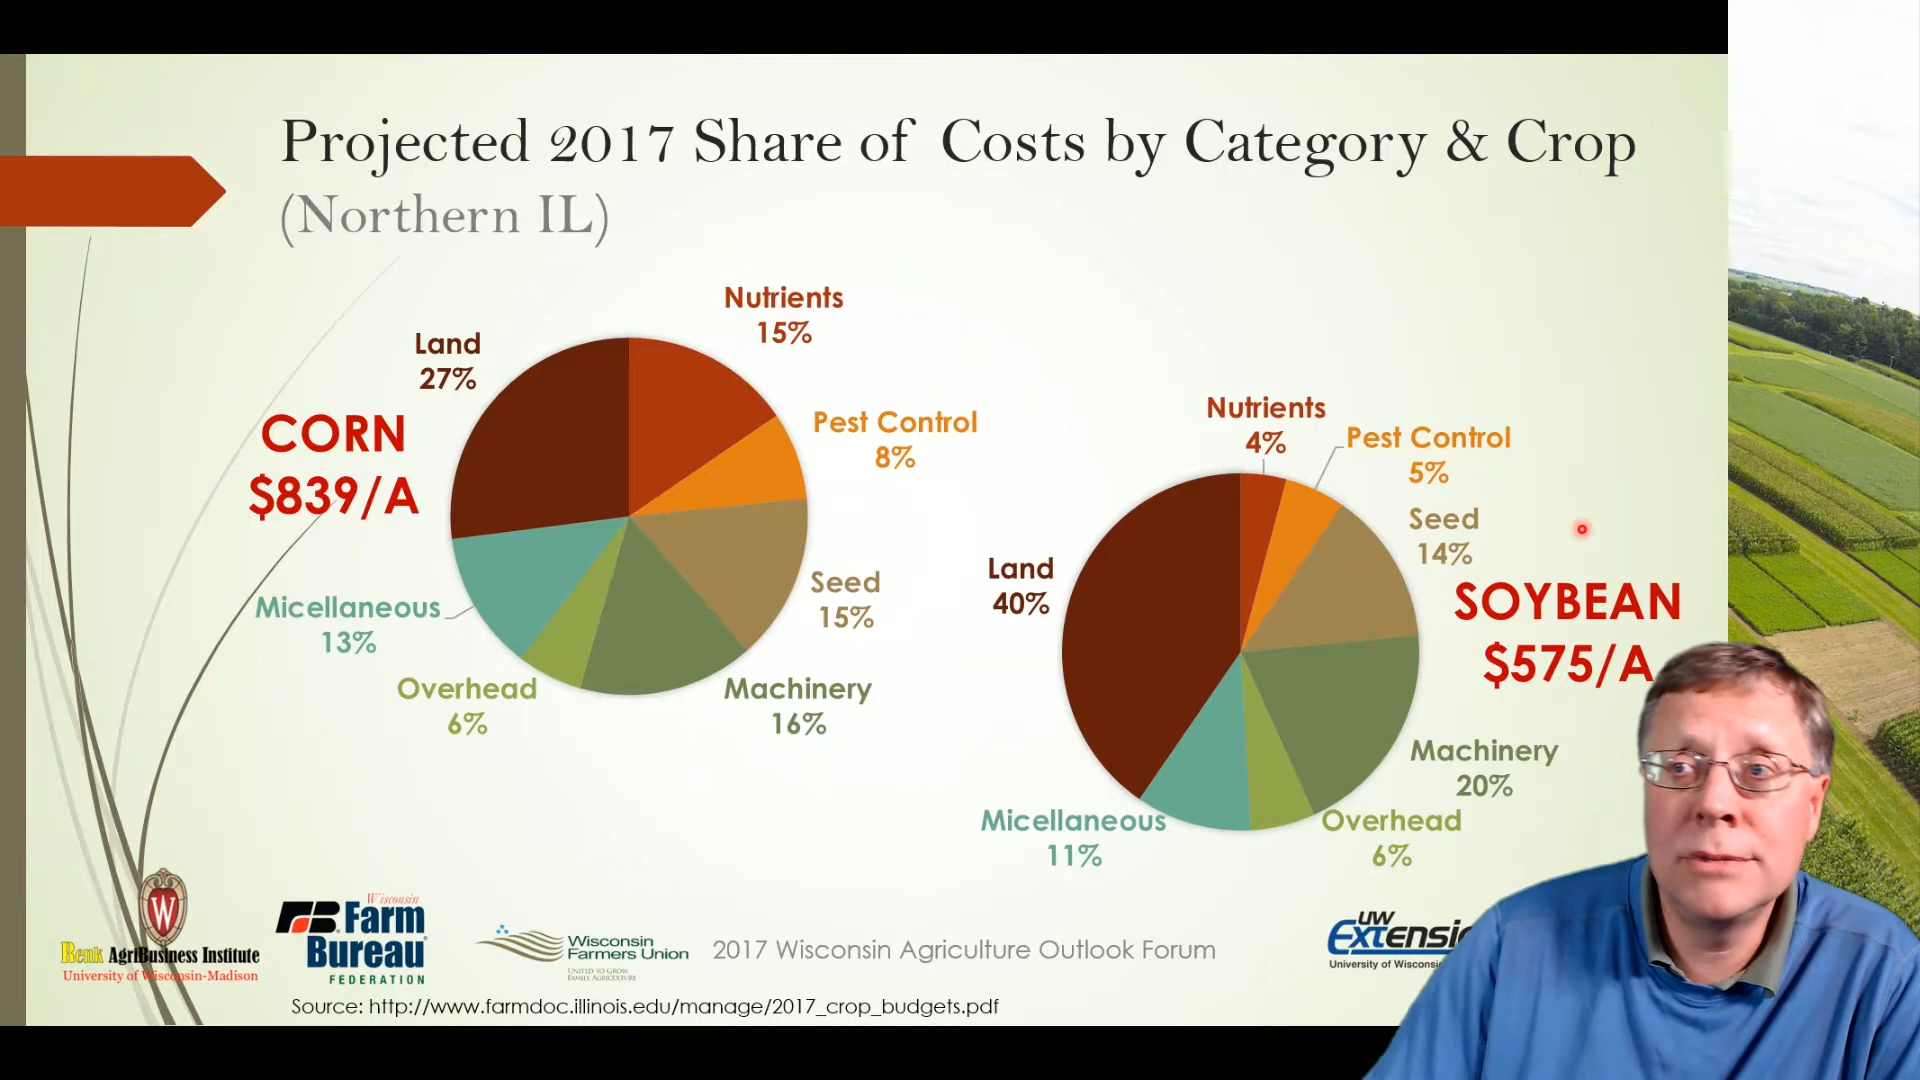 Projected 2017 Share of Costs by Category & Crop
(Northern IL)
Nutrients
15%
Land
27%
Pest Control
8%
CORN
$839/A
Seed
15%
Micellaneous
13%
Overhead
6%
Machinery
16%
Nutrients
4%
Pest Control
5%
Seed
14%
Land
40%
SOYBEAN
$575/A
Machinery
20%
Micellaneous
11%
Overhead
6%
W
Renk AgriBusiness Institute
University of Wisconsin-Madison
Wisconsin
Farm
Bureau
FEDERATION
Wisconsin
Farmers Union
UNITED TO GROW
FAMILY AGRICULTURE
2017 Wisconsin Agriculture Outlook Forum
UW
Extensi
University of Wisconsi
Source: http://www.farmdoc.illinois.edu/manage/2017_crop_budgets.pdf